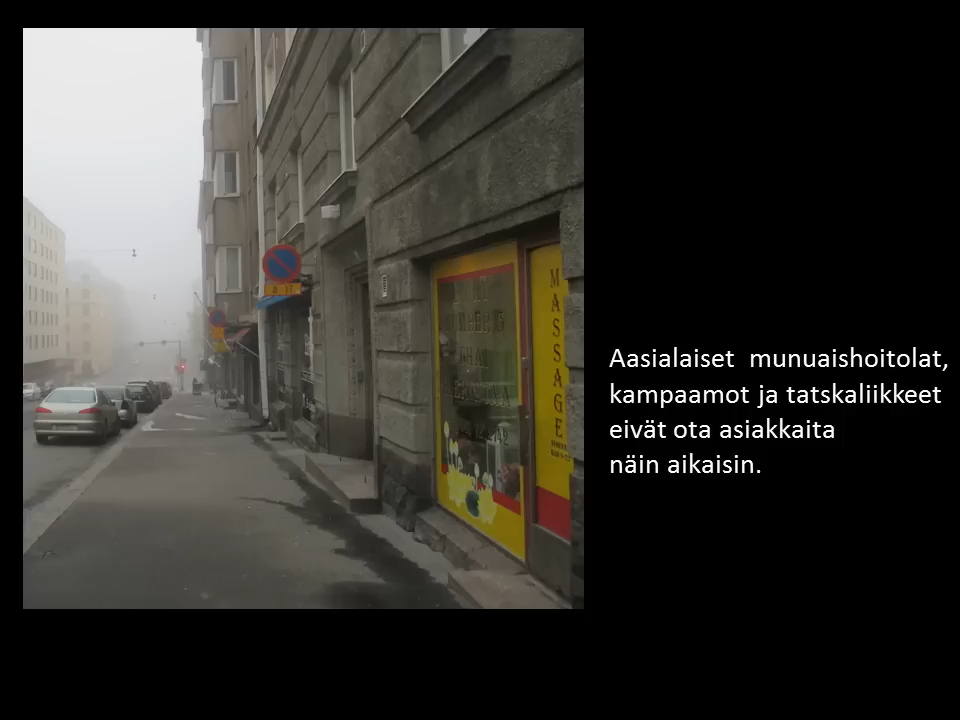 MASSAGE
Aasialaiset munuaishoitolat,
kampaamot ja tatskaliikkeet
eivät ota asiakkaita
näin aikaisin.